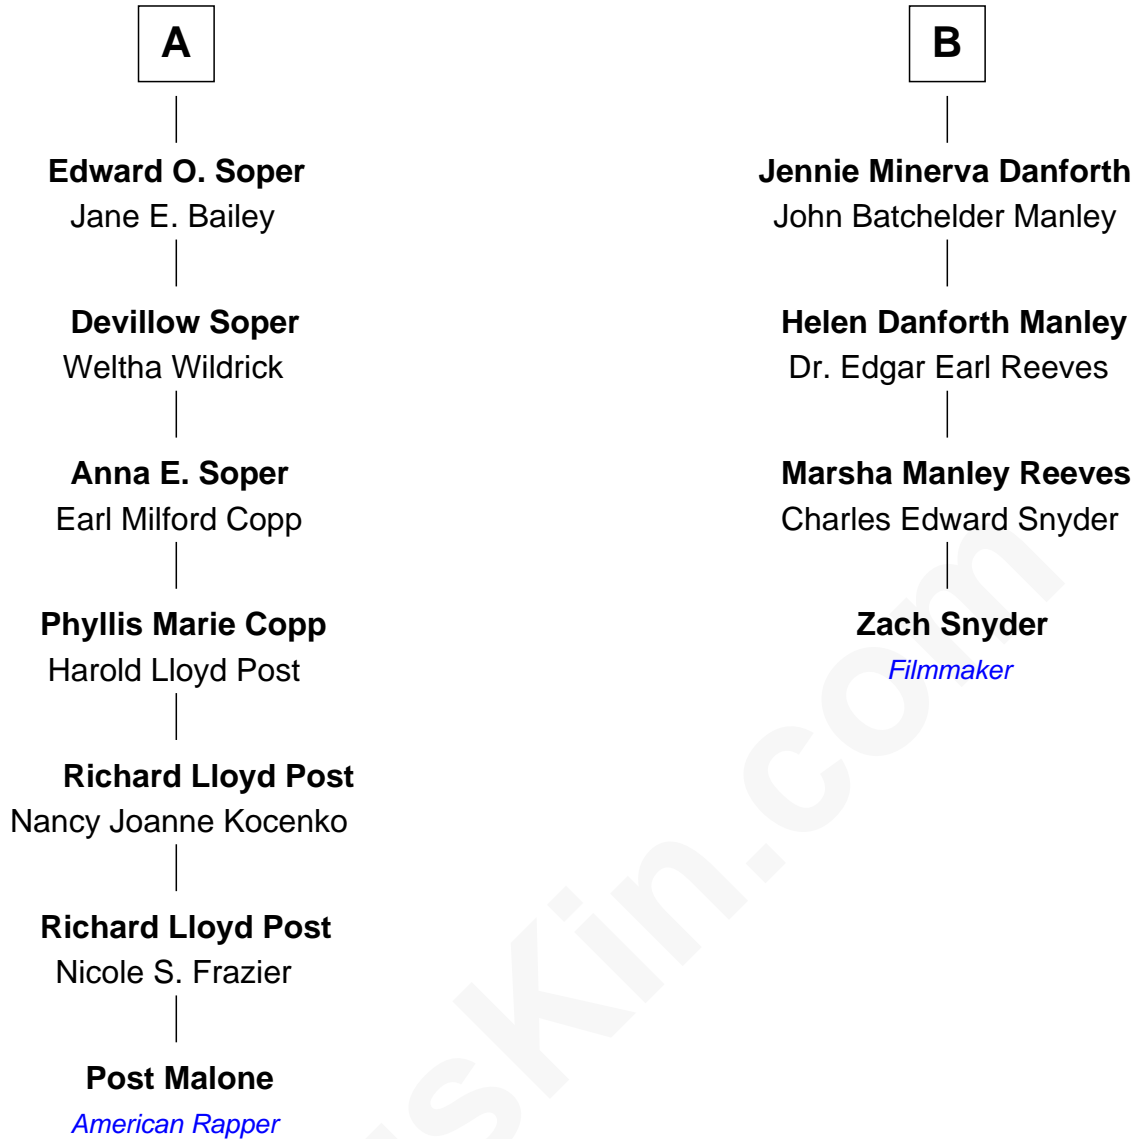 A
B
Edward O. Soper
Jane E. Bailey
Jennie Minerva Danforth
John Batchelder Manley
Devillow Soper
Weltha Wildrick
Helen Danforth Manley
Dr. Edgar Earl Reeves
Anna E. Soper
Earl Milford Copp
Marsha Manley Reeves
Charles Edward Snyder
Phyllis Marie Copp
Harold Lloyd Post
Zach Snyder
Filmmaker
Richard Lloyd Post
Nancy Joanne Kocenko
Richard Lloyd Post
Nicole S. Frazier
Post Malone
American Rapper
usKin.com